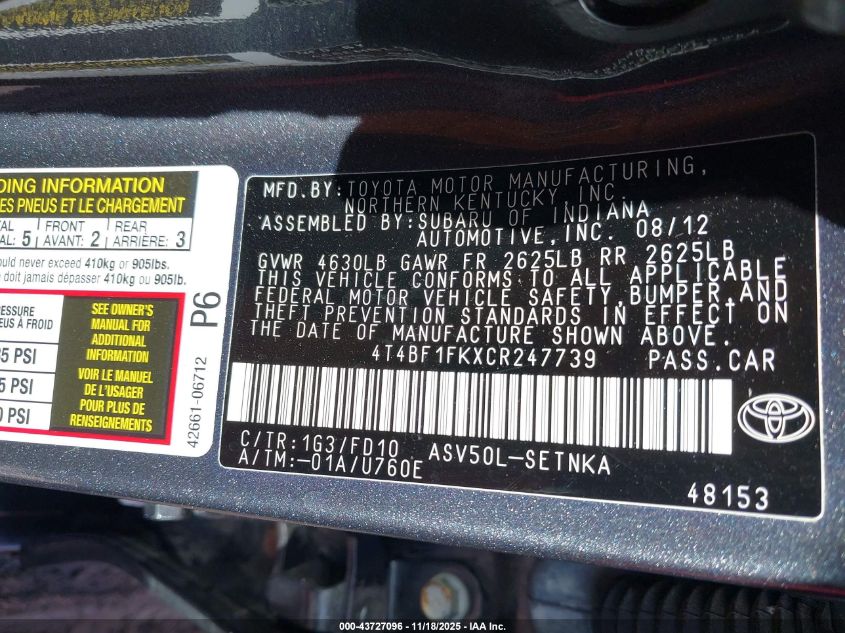 DING INFORMATION
ES PNEUS ET LE CHARGEMENT
5
FRONT
AVANT: 2
REAR
ARRIÈRE: 3
ould never exceed 410kg or 905lbs.
doit jamais dépasser 410kg ou 905lb.
SEE OWNER'S
MANUAL FOR
ADDITIONAL
INFORMATION
VOIR LE MANUEL
DE L'USAGER
POUR PLUS DE
RENSEIGNEMENTS
5 PSI
5 PSI
0 PSI
P6
42661-06712
MFD.BY: TOYOTA MOTOR MANUFACTURING,
NORTHERN KENTUCKY, INC.
ASSEMBLED BY: SUBARU OF INDIANA
AUTOMOTIVE, INC. 08/12
GVWR 4630LB GAWR FR 2625LB RR 2625LB
THIS VEHICLE CONFORMS TO ALL APPLICABLE
FEDERAL MOTOR VEHICLE SAFETY, BUMPER, AND
THEFT PREVENTION STANDARDS IN EFFECT ON
THE DATE OF MANUFACTURE SHOWN ABOVE.
4T4BF1FKXCR247739 PASS.CAR
C/TR:1G3/FD10 ASV50L-SETNKA
A/TM:-01A/U760E
48153
TOYOTA
000-43727096 - 11/18/2025 - IAA, Inc.